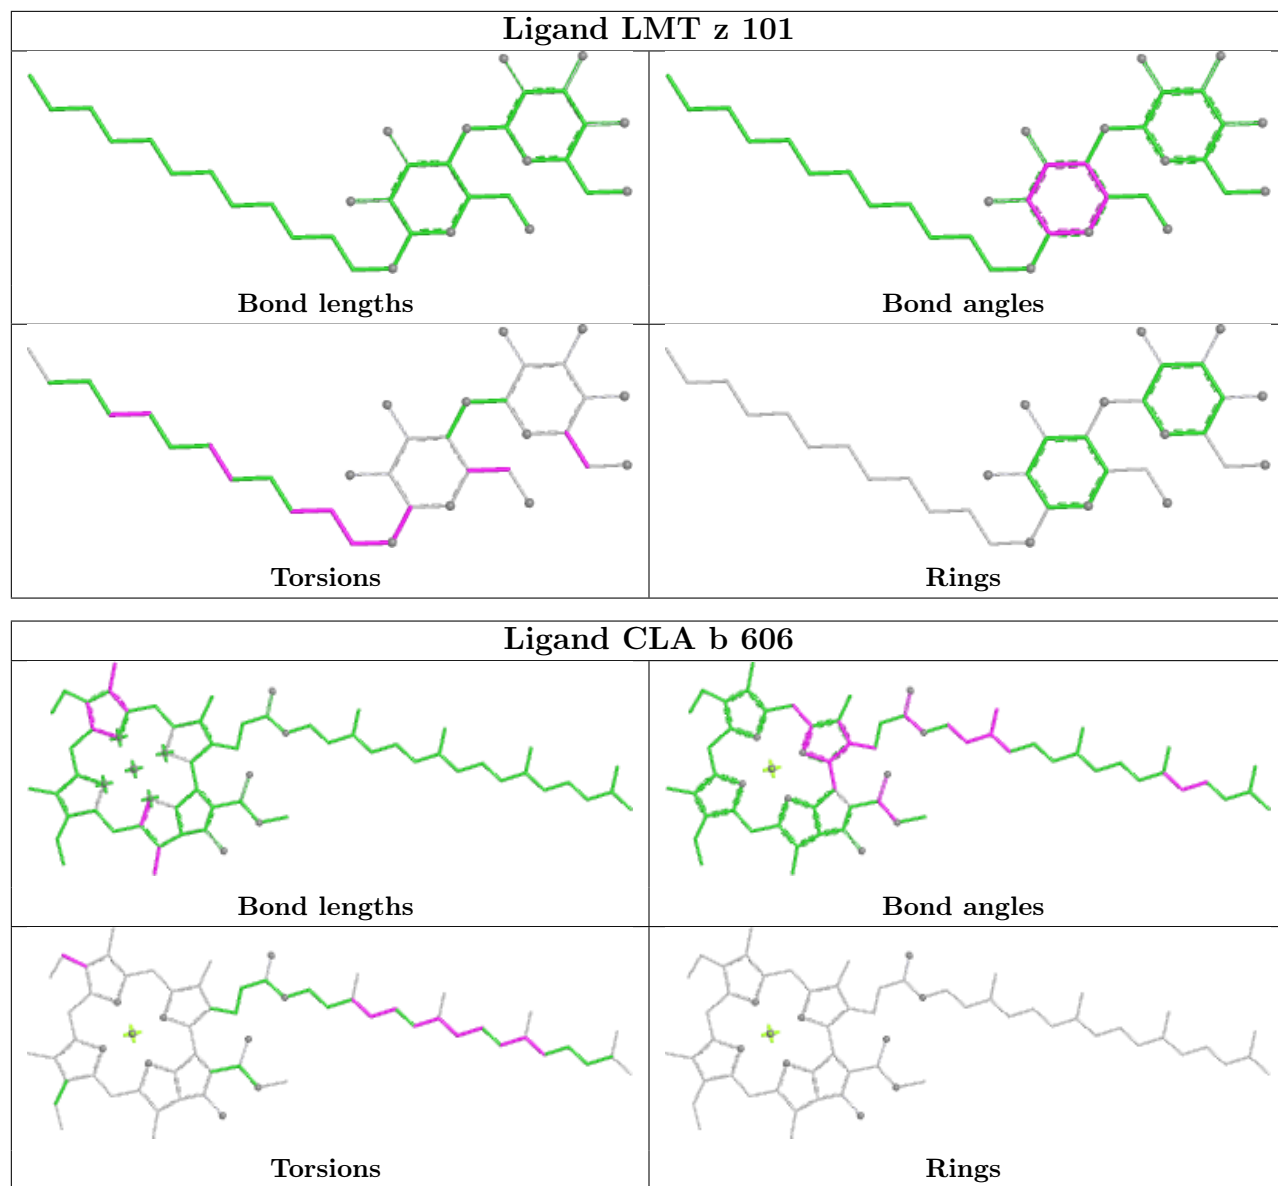 Ligand LMT z 101
Bond lengths
Bond angles
Torsions
Rings
Ligand CLA b 606
Bond lengths
Bond angles
Torsions
Rings